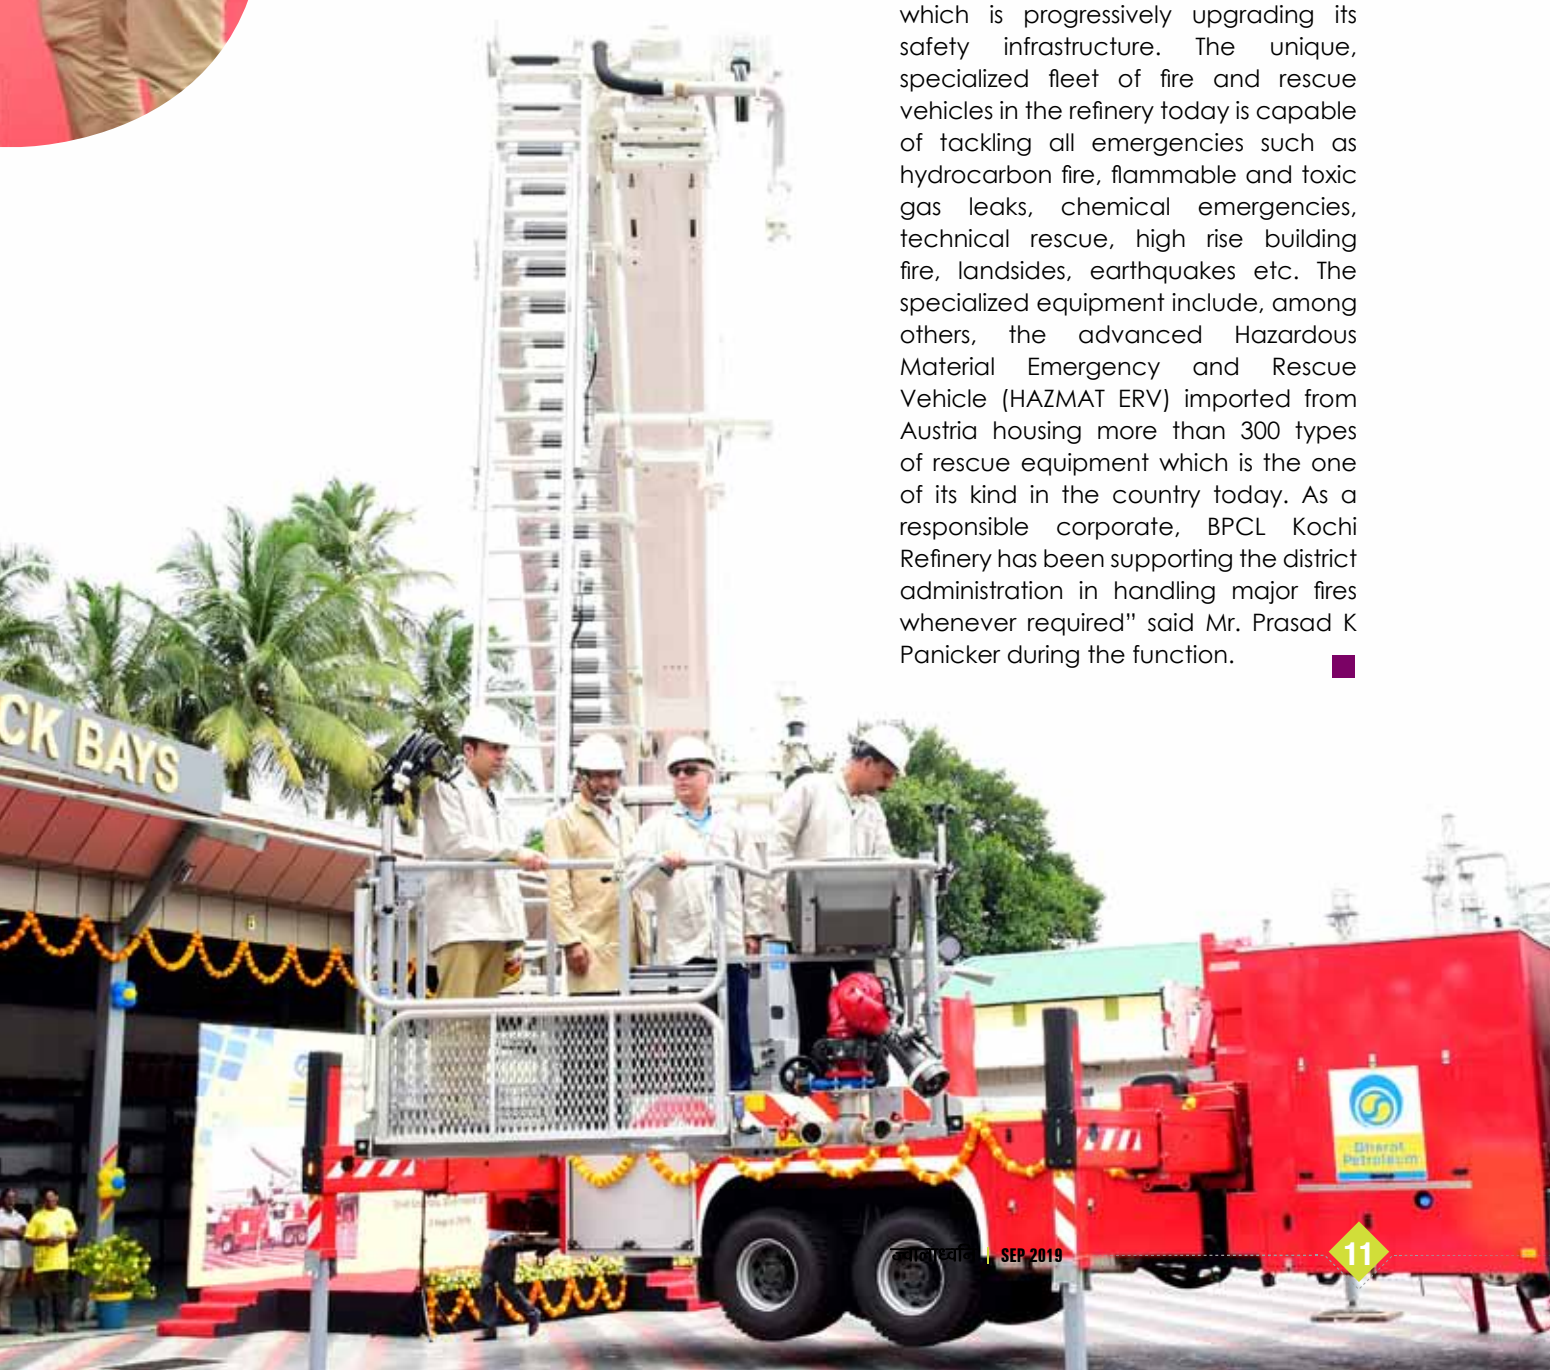 which is progressively upgrading its
safety infrastructure. The unique,
specialized fleet of fire and rescue
vehicles in the refinery today is capable
of tackling all emergencies such as
hydrocarbon fire, flammable and toxic
gas leaks, chemical emergencies,
technical rescue, high rise building
fire, landsides, earthquakes etc. The
specialized equipment include, among
others, the advanced Hazardous
Material Emergency and Rescue
Vehicle (HAZMAT ERV) imported from
Austria housing more than 300 types
of rescue equipment which is the one
of its kind in the country today. As a
responsible corporate, BPCL Kochi
Refinery has been supporting the district
administration in handling major fires
whenever required” said Mr. Prasad K
Panicker during the function.
CK BAYS
Bharat
Petroleum
ज्वालाध्वनि | SEP 2019
11